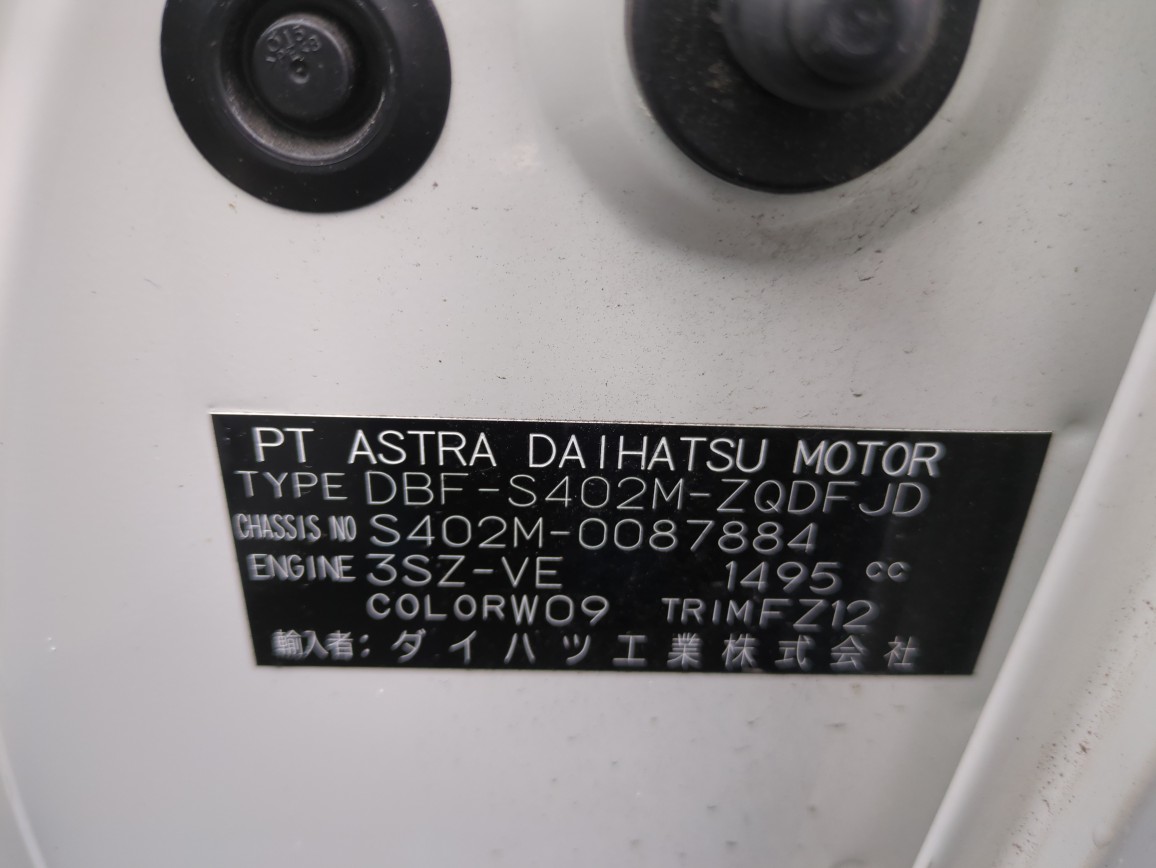 PT ASTRA DAIHATSU MOTOR
TYPE DBF-S402M-ZQDFJD
CHASSIS NO S402M-0087884
ENGINE 3SZ-VE 1495 CC
COLOR W09 TRIM FZ12
輸入者:ダイハツ工業株式会社